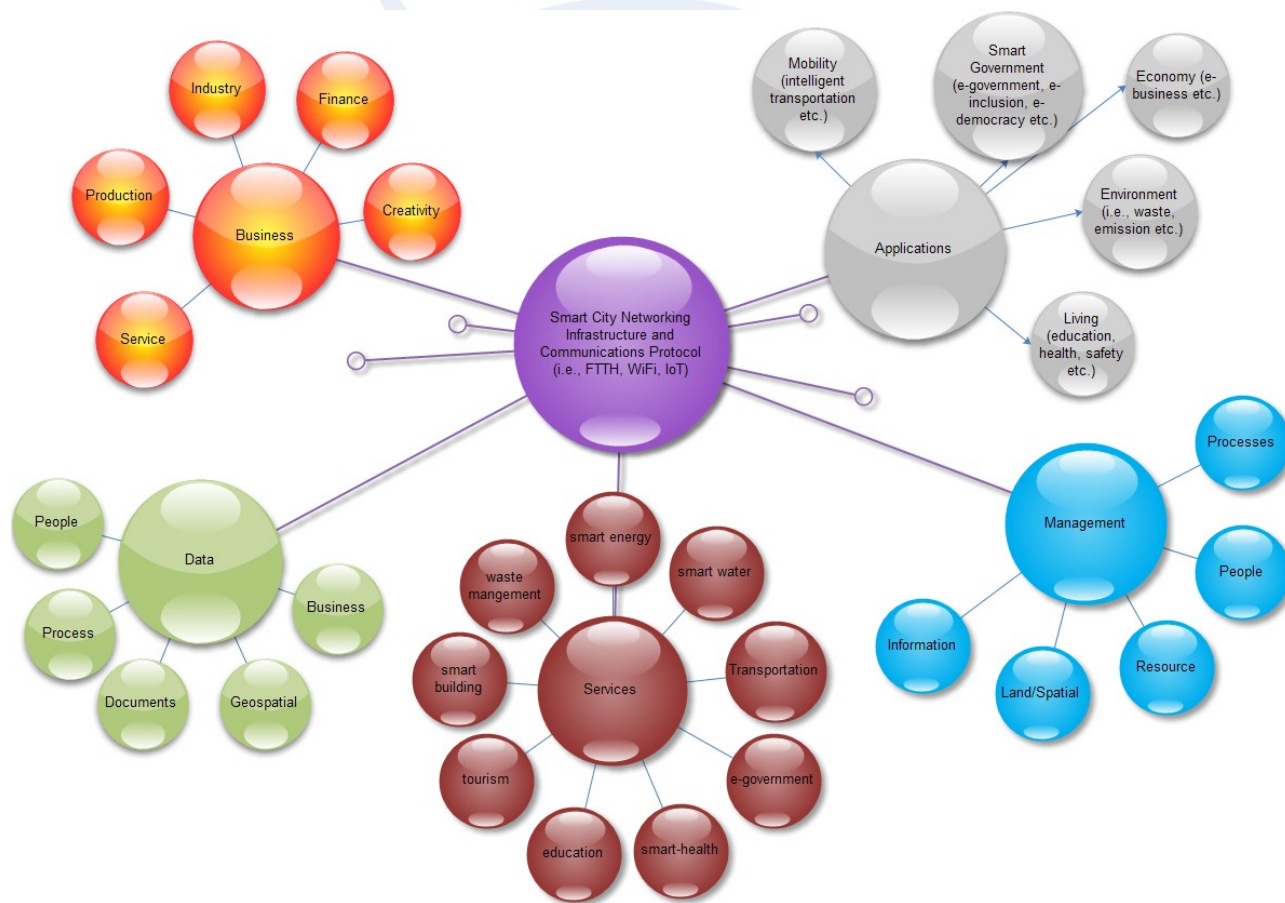 Industry
Finance
Production
Creativity
Business
Service
Mobility
(intelligent
transportation
etc.)
Smart
Government
(e-government, e-
inclusion, e-
democracy etc.)
Economy (e-
business etc.)
Environment
(i.e., waste,
emission etc.)
Applications
Living
(education,
health, safety
etc.)
Smart City Networking
Infrastructure and
Communications Protocol
(i.e., FTTH, WiFi, IoT)
People
Data
Business
Process
Documents
Geospatial
smart energy
smart water
waste
mangement
Transportation
smart
building
Services
tourism
e-government
education
smart-health
Processes
Management
People
Information
Resource
Land/Spatial